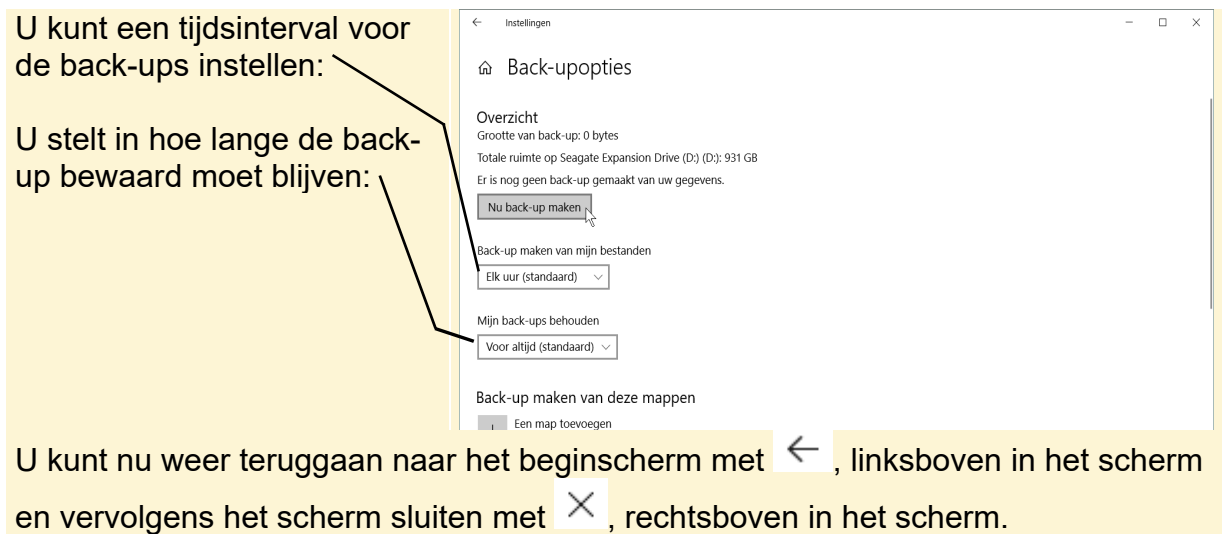 U kunt een tijdsinterval voor
de back-ups instellen:
U stelt in hoe lange de back-
up bewaard moet blijven:
Instellingen
Back-upopties
Overzicht
Grootte van back-up: 0 bytes
Totale ruimte op Seagate Expansion Drive (D:) (D:): 931 GB
Er is nog geen back-up gemaakt van uw gegevens.
Nu back-up maken
Back-up maken van mijn bestanden
Elk uur (standaard)
Mijn back-ups behouden
Voor altijd (standaard)
Back-up maken van deze mappen
Een map toevoegen
U kunt nu weer teruggaan naar het beginscherm met ←, linksboven in het scherm
en vervolgens het scherm sluiten met ×, rechtsboven in het scherm.